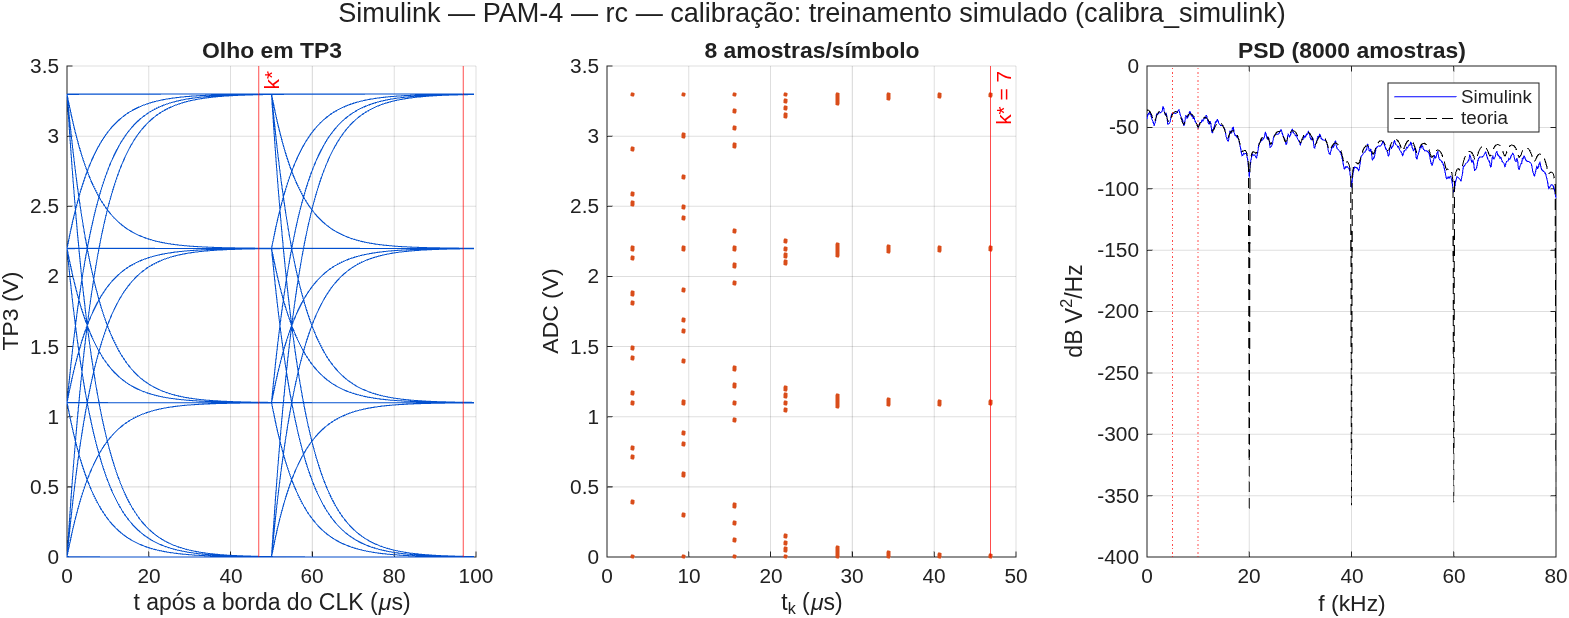 Simulink — PAM-4 — rc — calibração: treinamento simulado (calibra_simulink)
Olho em TP3
TP3 (V)
3.5
3
2.5
2
1.5
1
0.5
0
k*
0 20 40 60 80 100
t após a borda do CLK (μs)
8 amostras/símbolo
ADC (V)
3.5
3
2.5
2
1.5
1
0.5
0
k* = 7
0 10 20 30 40 50
tk (μs)
PSD (8000 amostras)
dB V2/Hz
0
-50
-100
-150
-200
-250
-300
-350
-400
Simulink
teoria
0 20 40 60 80
f (kHz)